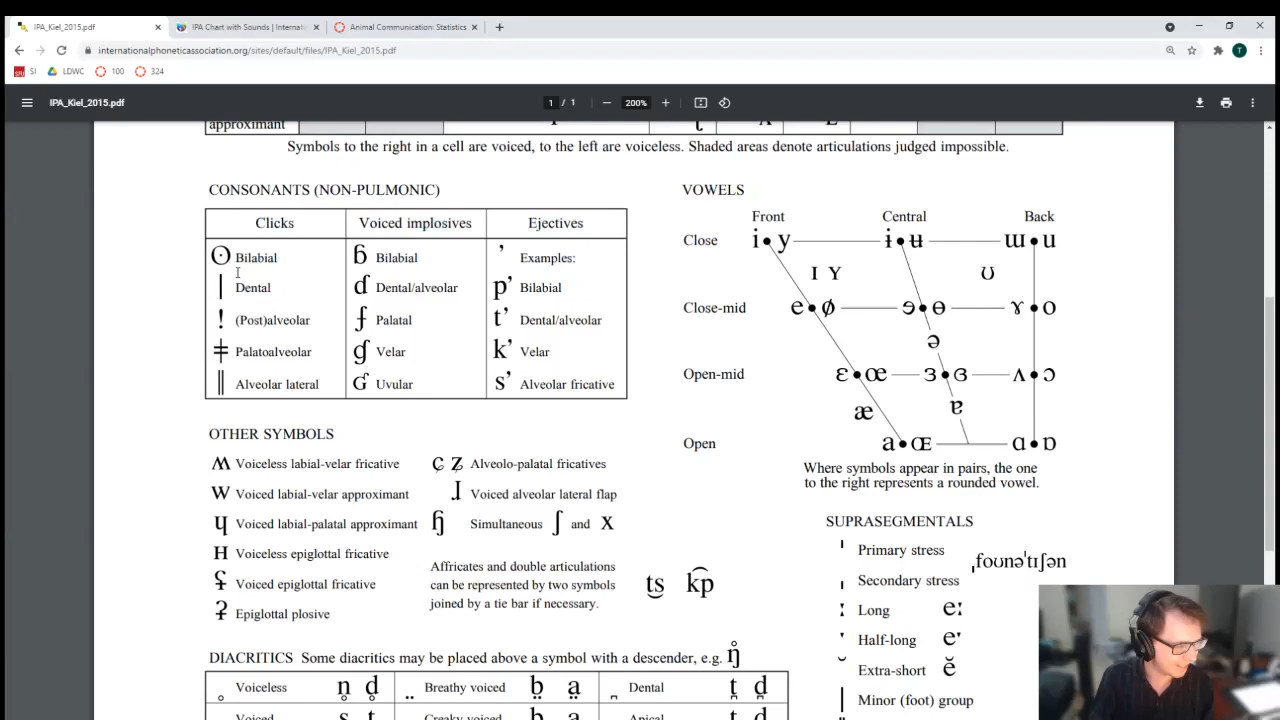 IPA_Kiel_2015.pdf
IPA Chart with Sounds | Internati
Animal Communication: Statistics
internationalphoneticassociation.org/sites/default/files/IPA_Kiel_2015.pdf
SFU SI LDWC 100 324
IPA_Kiel_2015.pdf 1 / 1 200%
approximant
Symbols to the right in a cell are voiced, to the left are voiceless. Shaded areas denote articulations judged impossible.
CONSONANTS (NON-PULMONIC)
Clicks Voiced implosives Ejectives
ʘ Bilabial ɓ Bilabial ʼ Examples:
ǀ Dental ɗ Dental/alveolar pʼ Bilabial
ǃ (Post)alveolar ʄ Palatal tʼ Dental/alveolar
ǂ Palatoalveolar ɠ Velar kʼ Velar
ǁ Alveolar lateral ʛ Uvular sʼ Alveolar fricative
VOWELS
Front Central Back
Close i y ɨ ʉ ɯ u
ɪ ʏ ʊ
Close-mid e ø ɘ ɵ ɤ o
ə
Open-mid ɛ œ ɜ ɞ ʌ ɔ
æ ɐ
Open a ɶ ɑ ɒ
Where symbols appear in pairs, the one
to the right represents a rounded vowel.
OTHER SYMBOLS
ʍ Voiceless labial-velar fricative ɕ ʑ Alveolo-palatal fricatives
w Voiced labial-velar approximant ɺ Voiced alveolar lateral flap
ɥ Voiced labial-palatal approximant ɧ Simultaneous ʃ and x
ʜ Voiceless epiglottal fricative
ʢ Voiced epiglottal fricative
ʡ Epiglottal plosive
Affricates and double articulations
can be represented by two symbols
joined by a tie bar if necessary.
t͜s k͡p
SUPRASEGMENTALS
ˈ Primary stress ˌfoʊnəˈtɪʃən
ˌ Secondary stress
ː Long eː
ˑ Half-long eˑ
˘ Extra-short ĕ
| Minor (foot) group
DIACRITICS Some diacritics may be placed above a symbol with a descender, e.g. ŋ̊
̥ Voiceless n̥ d̥ ̤ Breathy voiced b̤ a̤ ̪ Dental t̪ d̪
Voiced Creaky voiced Apical